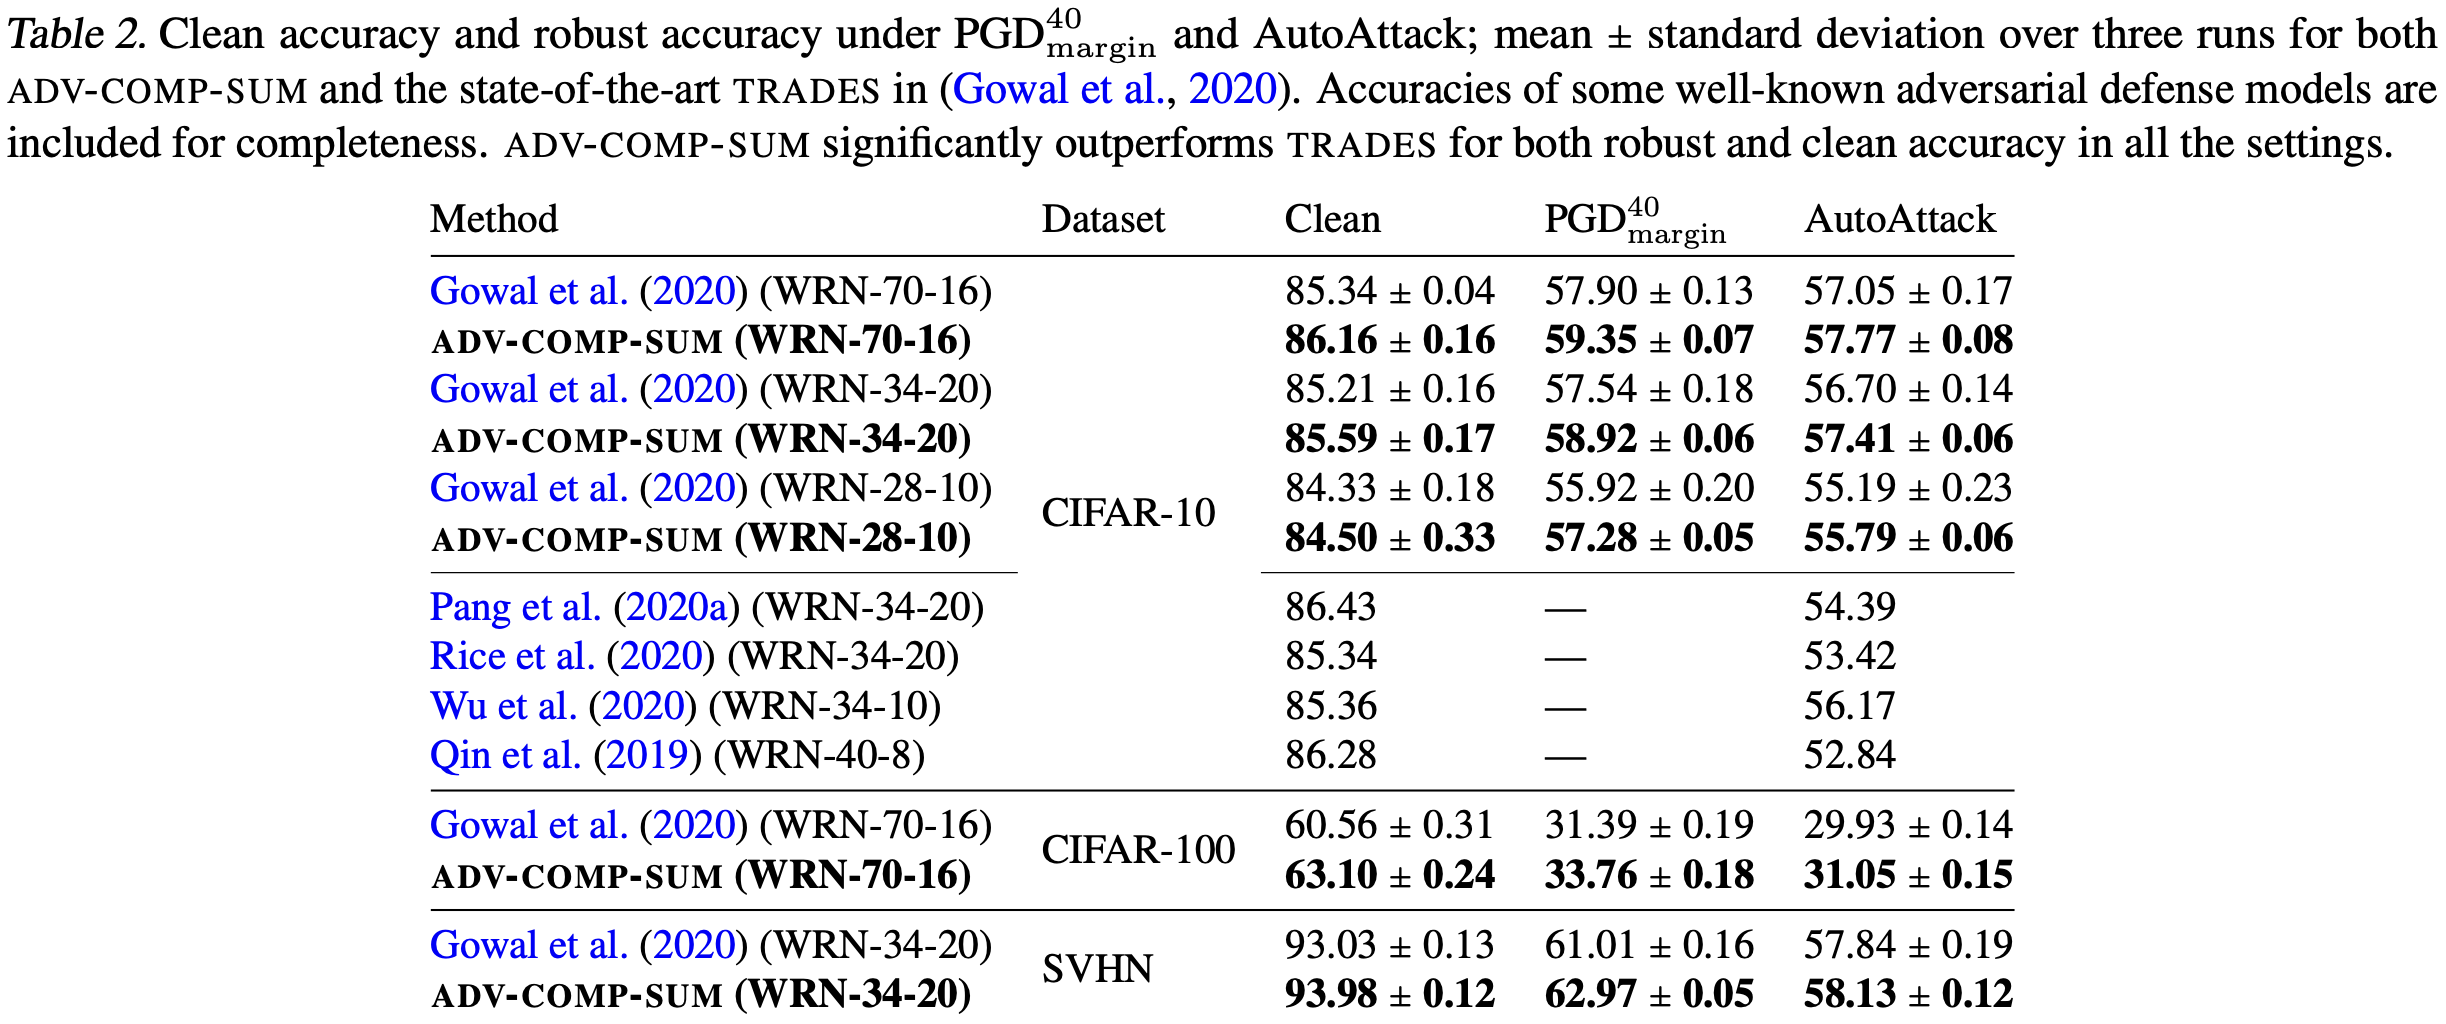 Table 2. Clean accuracy and robust accuracy under PGD^40_margin and AutoAttack; mean ± standard deviation over three runs for both
ADV-COMP-SUM and the state-of-the-art TRADES in (Gowal et al., 2020). Accuracies of some well-known adversarial defense models are
included for completeness. ADV-COMP-SUM significantly outperforms TRADES for both robust and clean accuracy in all the settings.
Method Dataset Clean PGD^40_margin AutoAttack
Gowal et al. (2020) (WRN-70-16) 85.34 ± 0.04 57.90 ± 0.13 57.05 ± 0.17
ADV-COMP-SUM (WRN-70-16) 86.16 ± 0.16 59.35 ± 0.07 57.77 ± 0.08
Gowal et al. (2020) (WRN-34-20) 85.21 ± 0.16 57.54 ± 0.18 56.70 ± 0.14
ADV-COMP-SUM (WRN-34-20) 85.59 ± 0.17 58.92 ± 0.06 57.41 ± 0.06
Gowal et al. (2020) (WRN-28-10) 84.33 ± 0.18 55.92 ± 0.20 55.19 ± 0.23
CIFAR-10
ADV-COMP-SUM (WRN-28-10) 84.50 ± 0.33 57.28 ± 0.05 55.79 ± 0.06
Pang et al. (2020a) (WRN-34-20) 86.43 — 54.39
Rice et al. (2020) (WRN-34-20) 85.34 — 53.42
Wu et al. (2020) (WRN-34-10) 85.36 — 56.17
Qin et al. (2019) (WRN-40-8) 86.28 — 52.84
Gowal et al. (2020) (WRN-70-16) 60.56 ± 0.31 31.39 ± 0.19 29.93 ± 0.14
CIFAR-100
ADV-COMP-SUM (WRN-70-16) 63.10 ± 0.24 33.76 ± 0.18 31.05 ± 0.15
Gowal et al. (2020) (WRN-34-20) 93.03 ± 0.13 61.01 ± 0.16 57.84 ± 0.19
SVHN
ADV-COMP-SUM (WRN-34-20) 93.98 ± 0.12 62.97 ± 0.05 58.13 ± 0.12